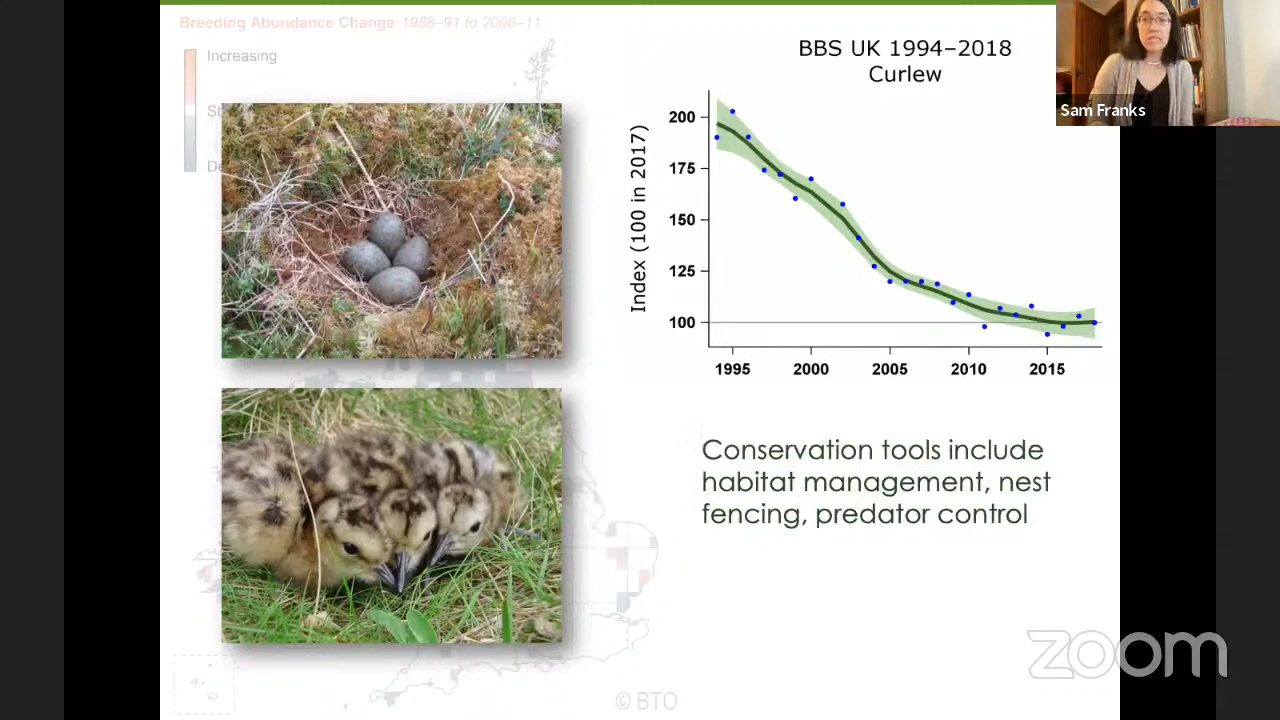 Breeding Abundance Change 1988–91 to 2008–11
Increasing
St
De
BBS UK 1994–2018
Curlew
Index (100 in 2017)
200
175
150
125
100
1995 2000 2005 2010 2015
Conservation tools include
habitat management, nest
fencing, predator control
© BTO
Sam Franks
zoom